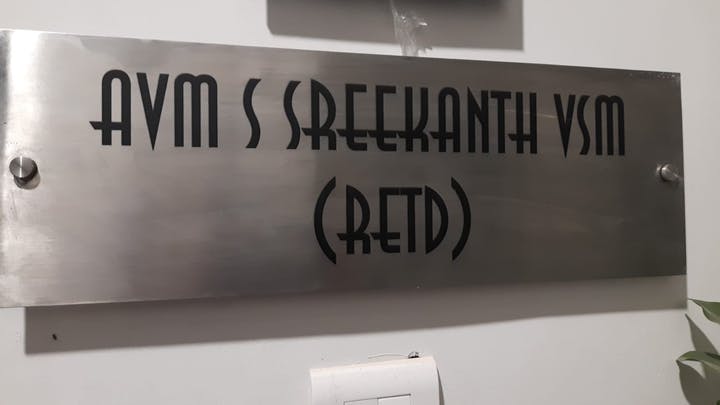 AVM S SREEKANTH VSM
(RETD)